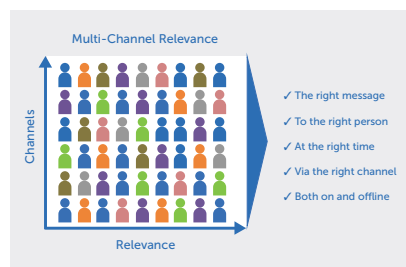 Multi-Channel Relevance
Channels
Relevance
✓ The right message
✓ To the right person
✓ At the right time
✓ Via the right channel
✓ Both on and offline